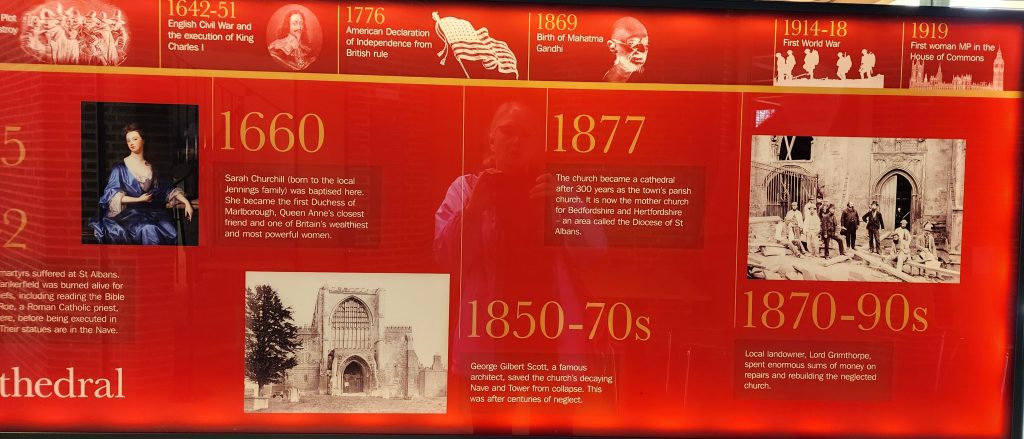 Plot
stroy
1642-51
English Civil War and
the execution of King
Charles I
1776
American Declaration
of Independence from
British rule
1869
Birth of Mahatma
Gandhi
1914-18
First World War
1919
First woman MP in the
House of Commons
5
2
martyrs suffered at St Albans.
ankerfield was burned alive for
iefs, including reading the Bible
Roe, a Roman Catholic priest,
ere, before being executed in
Their statues are in the Nave.
thedral
1660
Sarah Churchill (born to the local
Jennings family) was baptised here.
She became the first Duchess of
Marlborough, Queen Anne's closest
friend and one of Britain's wealthiest
and most powerful women.
1850-70s
George Gilbert Scott, a famous
architect, saved the church's decaying
Nave and Tower from collapse. This
was after centuries of neglect.
1877
The church became a cathedral
after 300 years as the town's parish
church. It is now the mother church
for Bedfordshire and Hertfordshire
– an area called the Diocese of St
Albans.
1870-90s
Local landowner, Lord Grimthorpe,
spent enormous sums of money on
repairs and rebuilding the neglected
church.